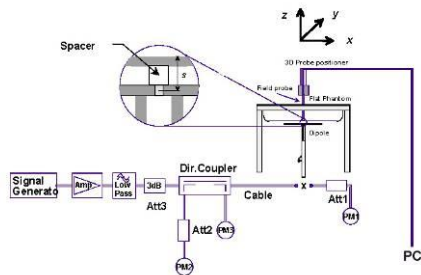 z
y
x
Spacer
s
3D Probe positioner
Field probe
Flat Phantom
Dipole
Signal
Generato
Amp
Low
Pass
3dB
Att3
Dir.Coupler
Cable
x
Att1
PM1
Att2
PM3
PM2
PC